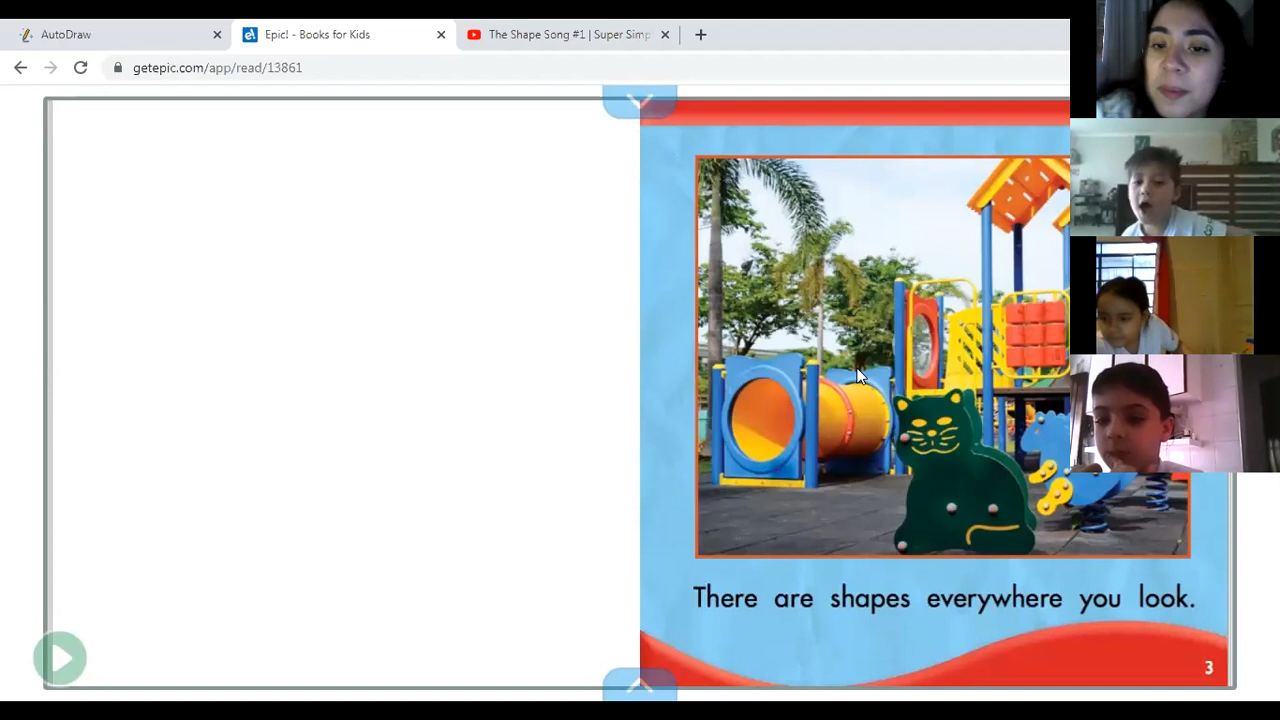 AutoDraw
Epic! - Books for Kids
The Shape Song #1 | Super Simp
getepic.com/app/read/13861
There are shapes everywhere you look.
3